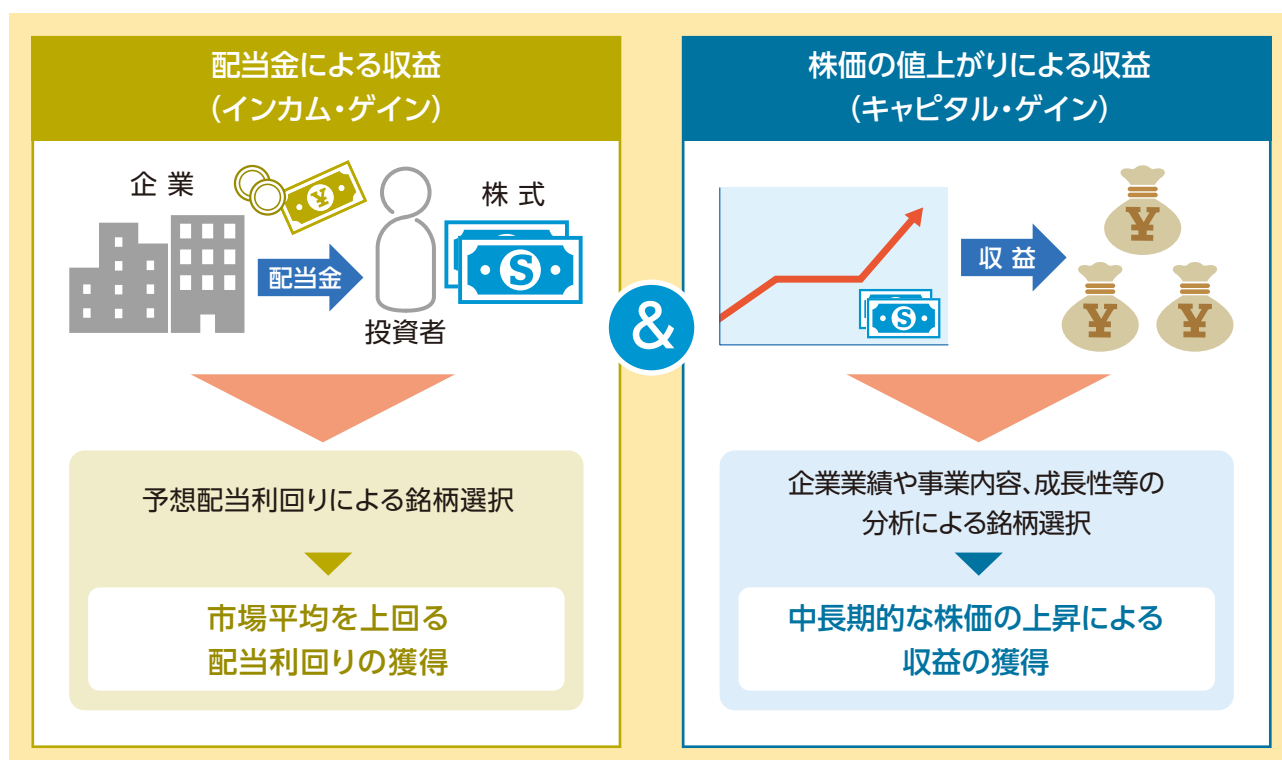 配当金による収益
(インカム・ゲイン)
企 業
¥
株 式
配当金
S
投資者
予想配当利回りによる銘柄選択
市場平均を上回る
配当利回りの獲得
&
株価の値上がりによる収益
(キャピタル・ゲイン)
S
収 益
¥
¥
¥
企業業績や事業内容、成長性等の
分析による銘柄選択
中長期的な株価の上昇による
収益の獲得